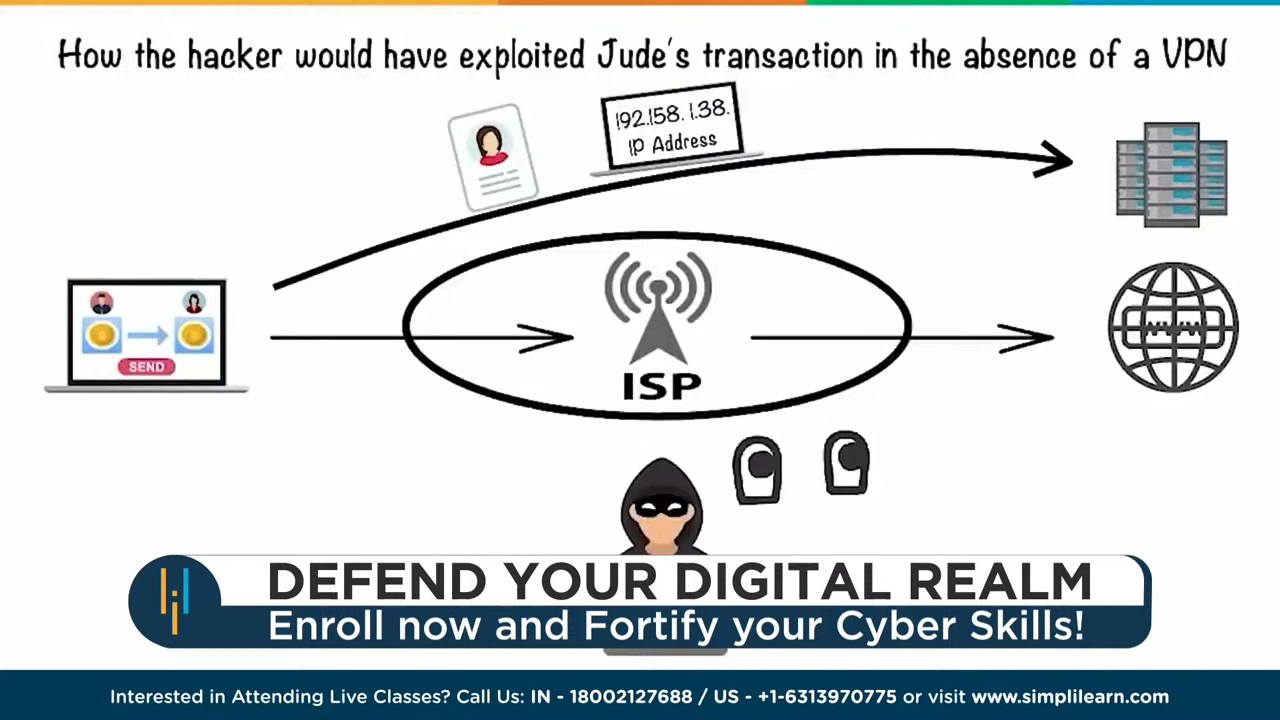 How the hacker would have exploited Jude's transaction in the absence of a VPN
192.158.1.38.
IP Address
www
SEND
ISP
DEFEND YOUR DIGITAL REALM
Enroll now and Fortify your Cyber Skills!
Interested in Attending Live Classes? Call Us: IN - 18002127688 / US - +1-6313970775 or visit www.simplilearn.com